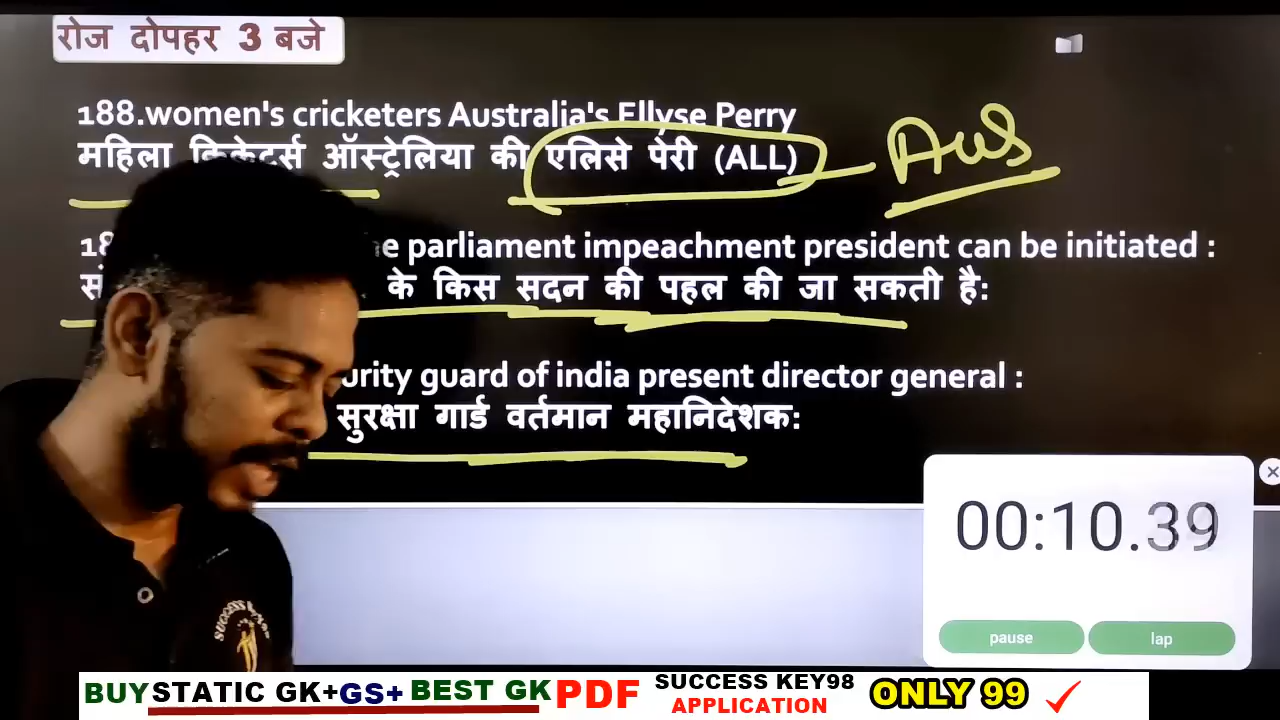 रोज दोपहर 3 बजे
188.women's cricketers Australia's Ellyse Perry
महिला क्रिकेटर्स ऑस्ट्रेलिया की एलिसे पेरी (ALL)
Aus
18 parliament impeachment president can be initiated :
के किस सदन की पहल की जा सकती है:
guard of india present director general :
सुरक्षा गार्ड वर्तमान महानिदेशक:
00:10.39
pause lap
SUCCESS
BUY STATIC GK+GS+ BEST GK PDF SUCCESS KEY98 APPLICATION ONLY 99